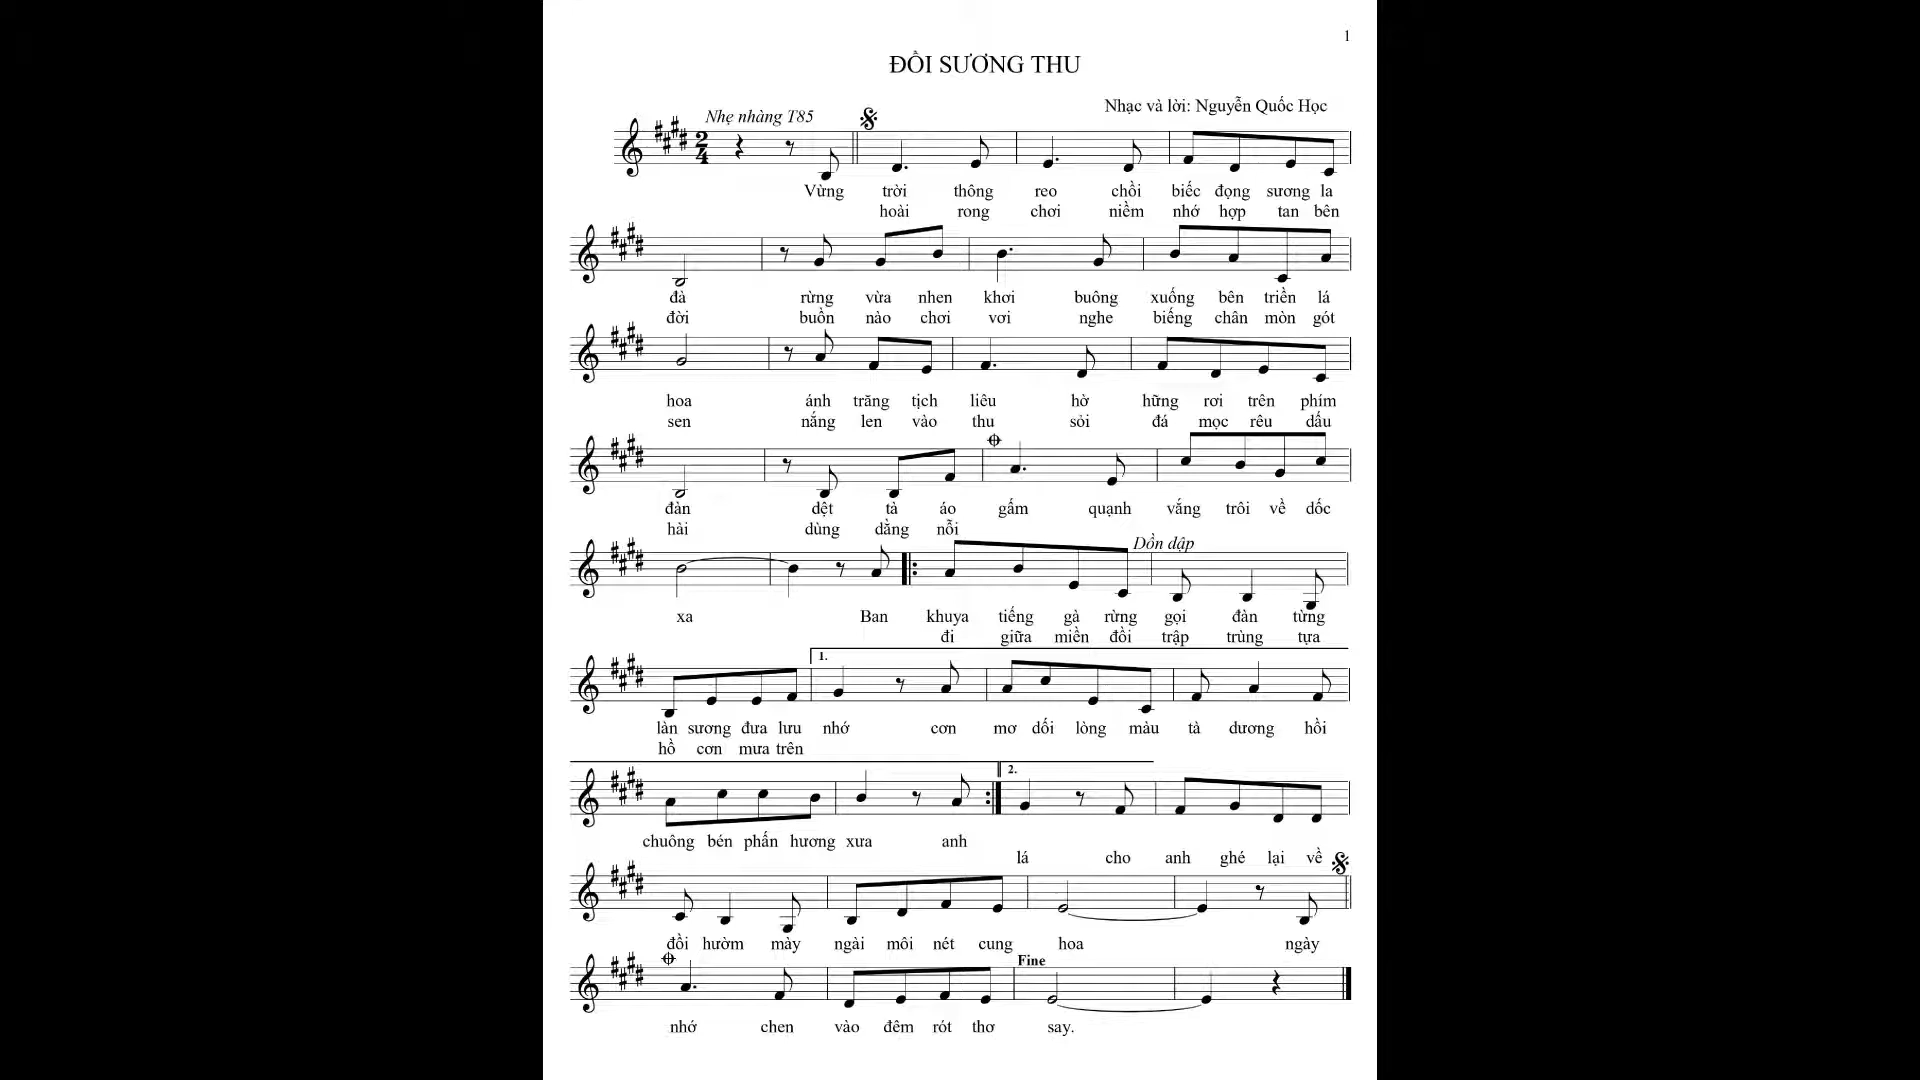 1
ĐỒI SƯƠNG THU
Nhạc và lời: Nguyễn Quốc Học
Nhẹ nhàng T85
2
4
Vừng trời thông reo chồi biếc đọng sương la
hoài rong chơi niềm nhớ hợp tan bên
đà rừng vừa nhen khơi buông xuống bên triền lá
đời buồn nào chơi vơi nghe biếng chân mòn gót
hoa ánh trăng tịch liêu hờ hững rơi trên phím
sen nắng len vào thu sỏi đá mọc rêu dấu
đàn dệt tà áo gấm quạnh vắng trôi về dốc
hài dùng dằng nỗi
Dồn dập
xa Ban khuya tiếng gà rừng gọi đàn từng
đi giữa miền đồi trập trùng tựa
1.
làn sương đưa lưu nhớ cơn mơ dối lòng màu tà dương hồi
hồ cơn mưa trên
2.
chuông bén phấn hương xưa anh
lá cho anh ghé lại về
đồi hườm mày ngài môi nét cung hoa ngày
Fine
nhớ chen vào đêm rót thơ say.